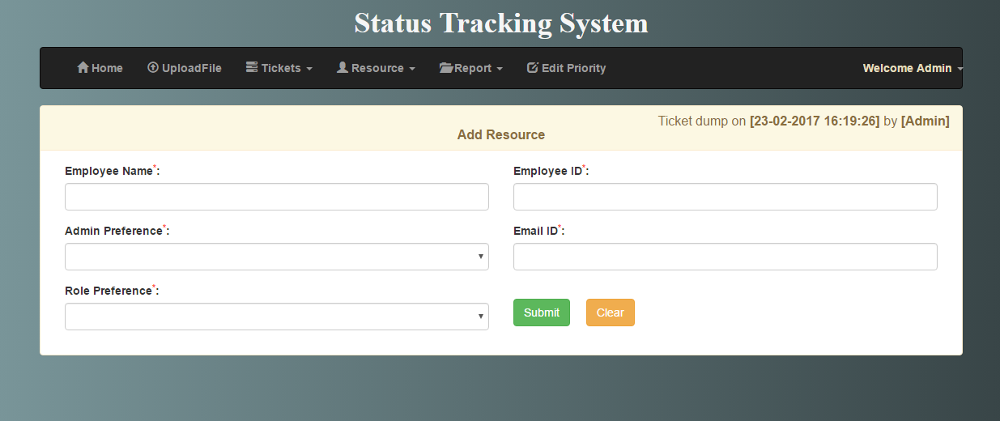 Status Tracking System
Home UploadFile Tickets Resource Report Edit Priority Welcome Admin
Ticket dump on [23-02-2017 16:19:26] by [Admin]
Add Resource
Employee Name*: Employee ID*:
Admin Preference*: Email ID*:
Role Preference*:
Submit Clear